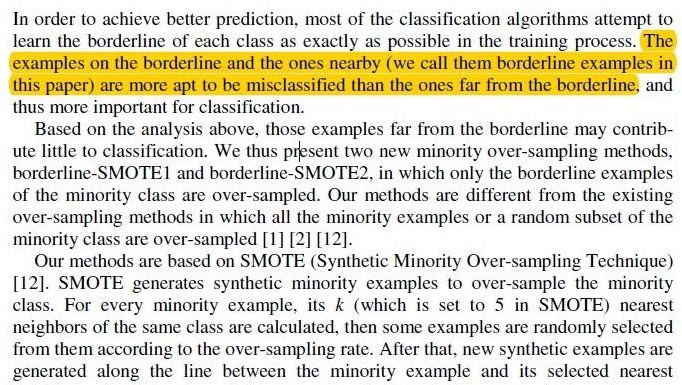 In order to achieve better prediction, most of the classification algorithms attempt to
learn the borderline of each class as exactly as possible in the training process. The
examples on the borderline and the ones nearby (we call them borderline examples in
this paper) are more apt to be misclassified than the ones far from the borderline, and
thus more important for classification.
Based on the analysis above, those examples far from the borderline may contrib-
ute little to classification. We thus present two new minority over-sampling methods,
borderline-SMOTE1 and borderline-SMOTE2, in which only the borderline examples
of the minority class are over-sampled. Our methods are different from the existing
over-sampling methods in which all the minority examples or a random subset of the
minority class are over-sampled [1] [2] [12].
Our methods are based on SMOTE (Synthetic Minority Over-sampling Technique)
[12]. SMOTE generates synthetic minority examples to over-sample the minority
class. For every minority example, its k (which is set to 5 in SMOTE) nearest
neighbors of the same class are calculated, then some examples are randomly selected
from them according to the over-sampling rate. After that, new synthetic examples are
generated along the line between the minority example and its selected nearest